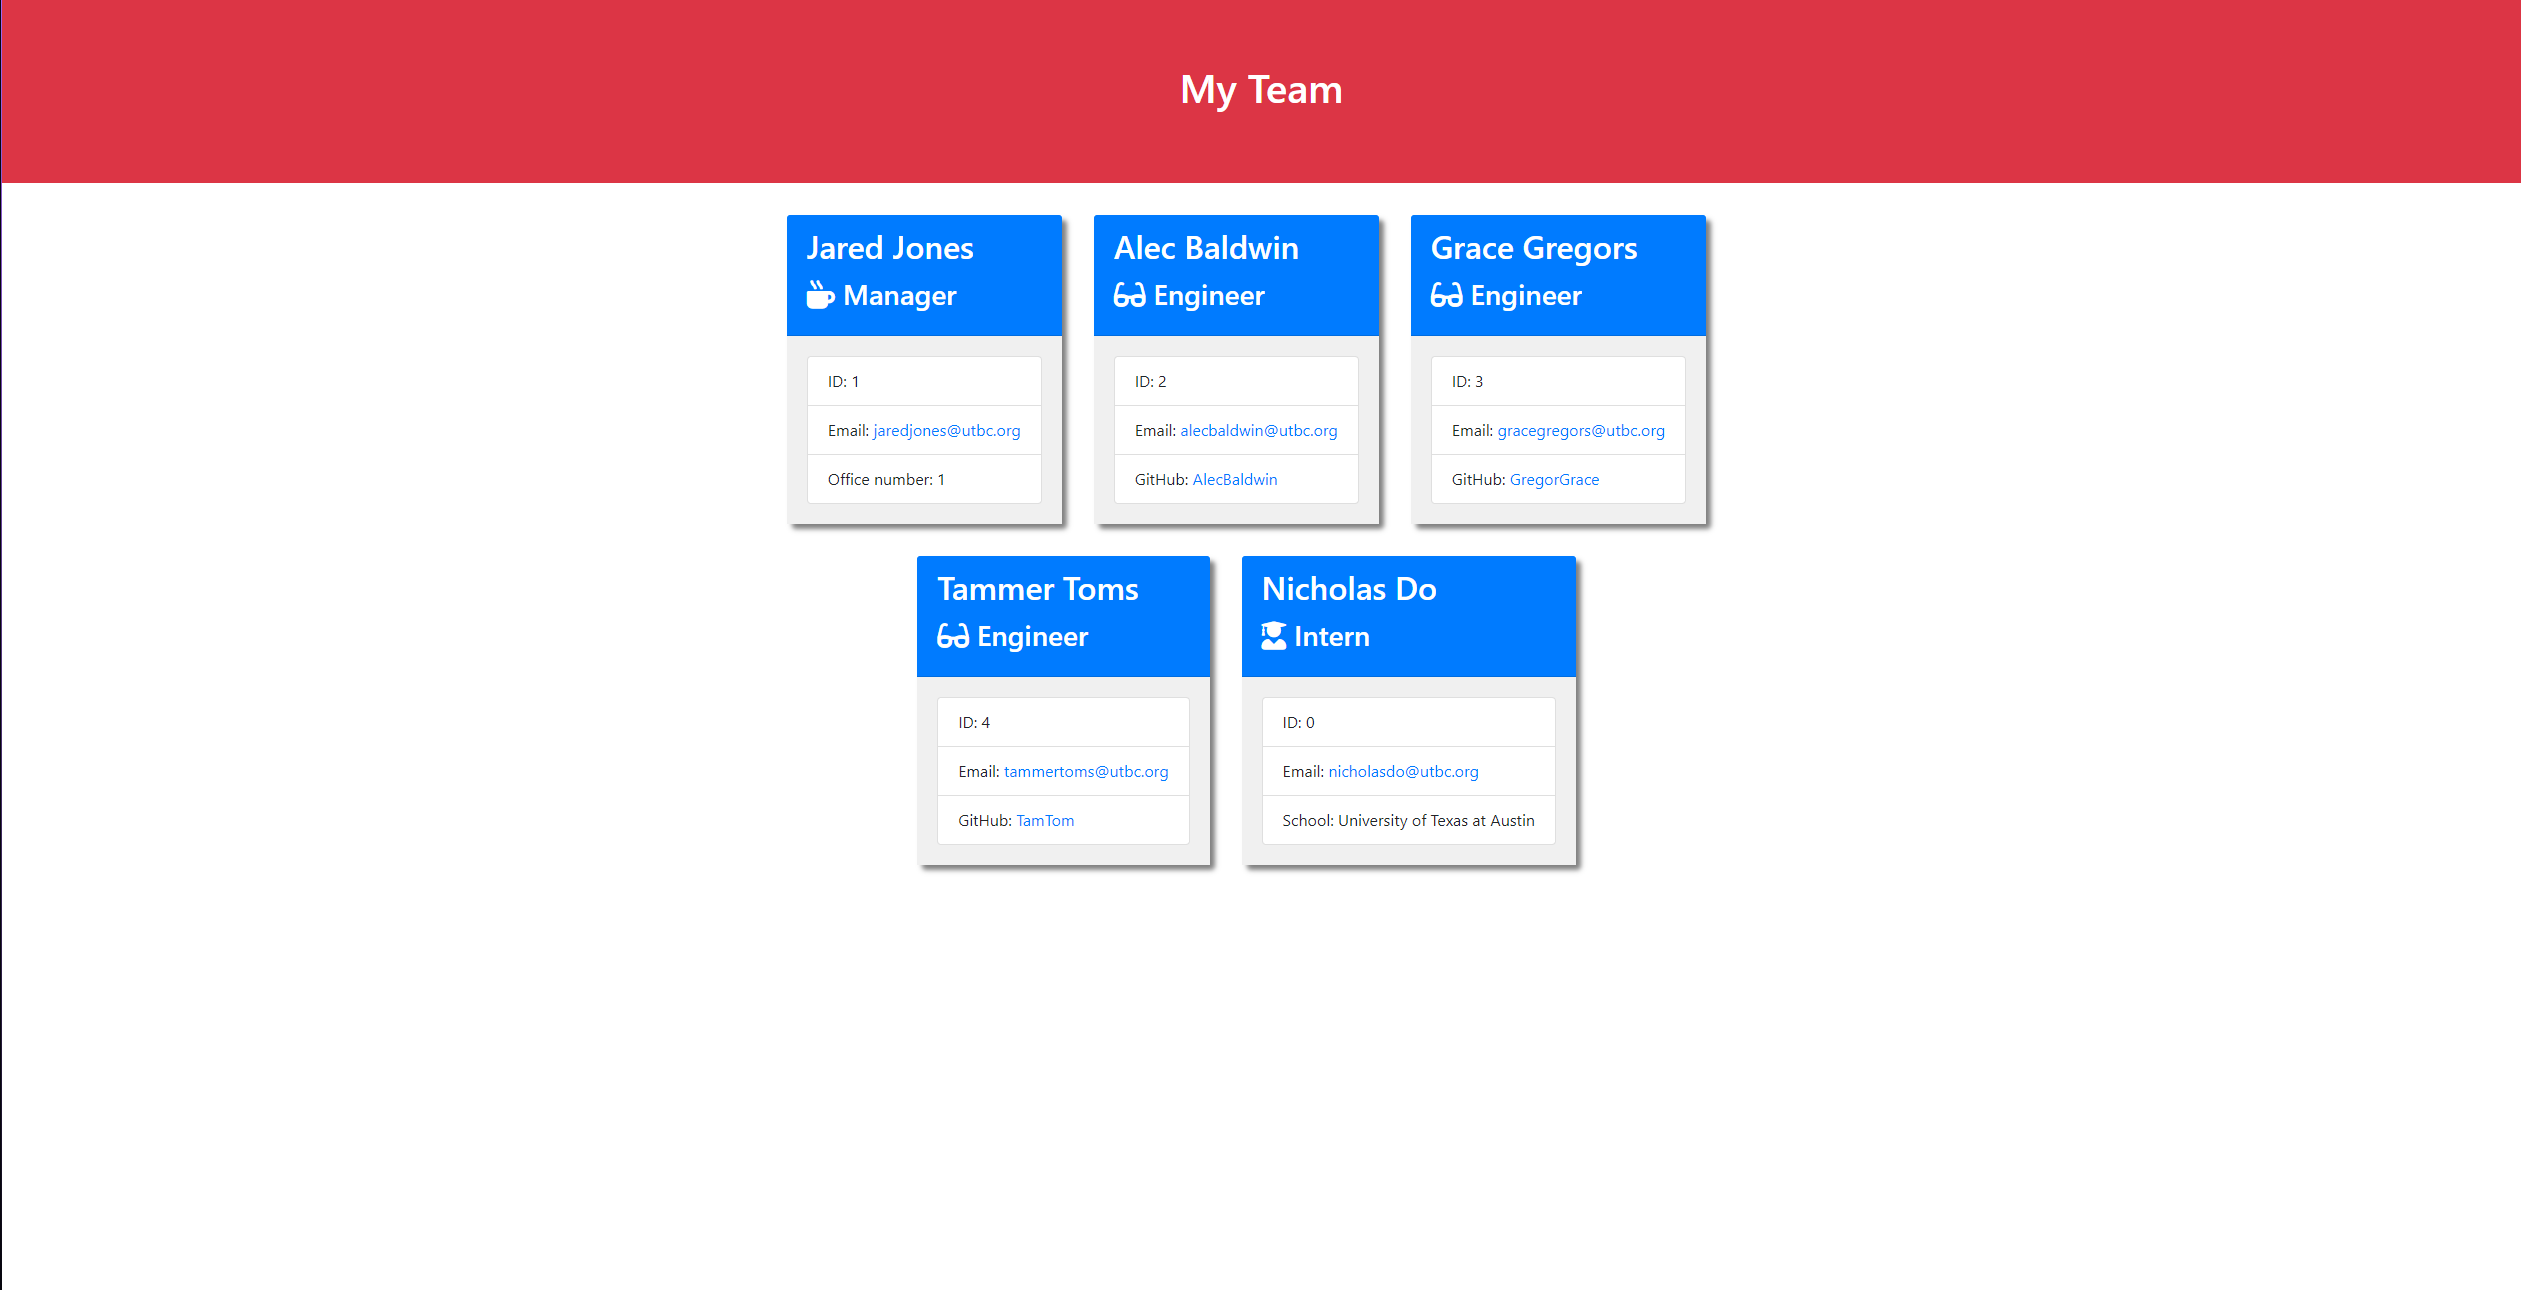 My Team
Jared Jones
Manager
ID: 1
Email: jaredjones@utbc.org
Office number: 1
Alec Baldwin
Engineer
ID: 2
Email: alecbaldwin@utbc.org
GitHub: AlecBaldwin
Grace Gregors
Engineer
ID: 3
Email: gracegregors@utbc.org
GitHub: GregorGrace
Tammer Toms
Engineer
ID: 4
Email: tammertoms@utbc.org
GitHub: TamTom
Nicholas Do
Intern
ID: 0
Email: nicholasdo@utbc.org
School: University of Texas at Austin